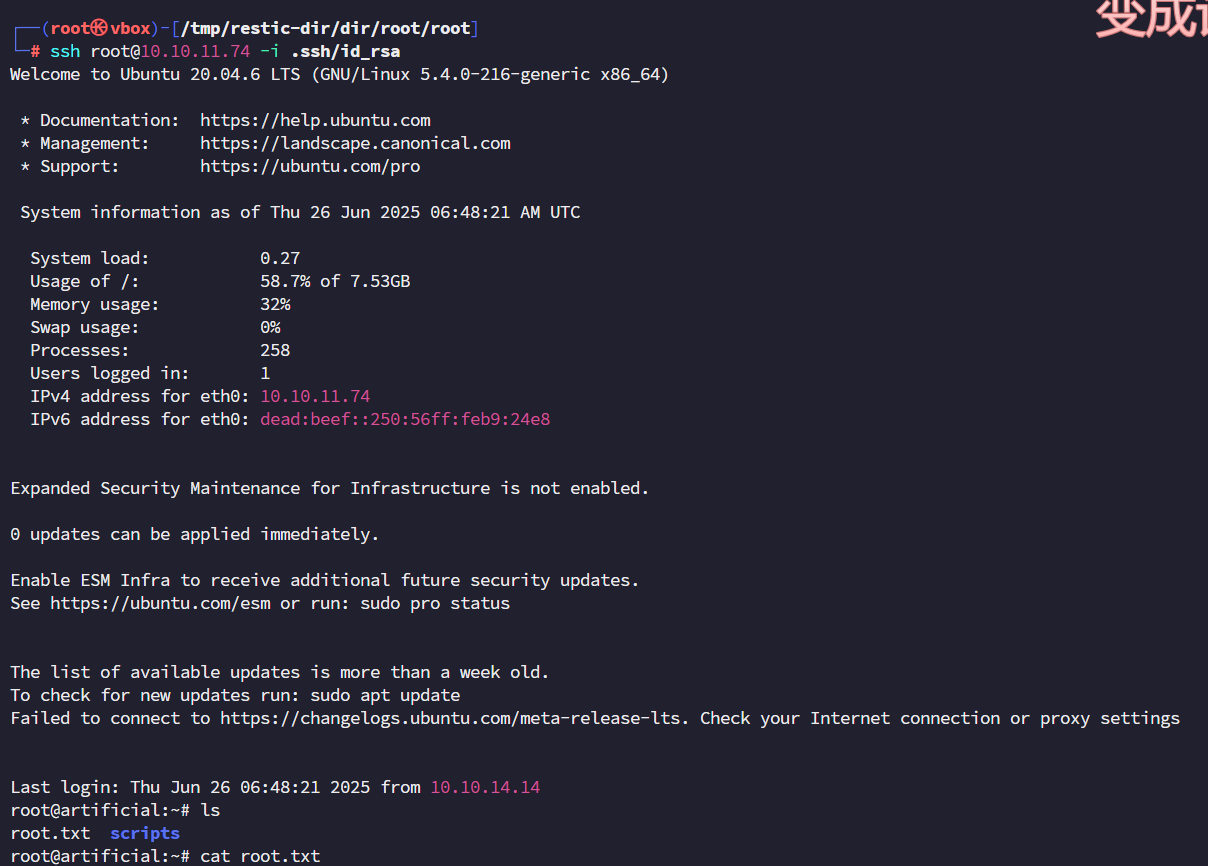 变成
┌──(root㉿vbox)-[/tmp/restic-dir/dir/root/root]
└─# ssh root@10.10.11.74 -i .ssh/id_rsa
Welcome to Ubuntu 20.04.6 LTS (GNU/Linux 5.4.0-216-generic x86_64)
* Documentation:  https://help.ubuntu.com
* Management:     https://landscape.canonical.com
* Support:        https://ubuntu.com/pro
System information as of Thu 26 Jun 2025 06:48:21 AM UTC
System load:           0.27
Usage of /:            58.7% of 7.53GB
Memory usage:          32%
Swap usage:            0%
Processes:             258
Users logged in:       1
IPv4 address for eth0: 10.10.11.74
IPv6 address for eth0: dead:beef::250:56ff:feb9:24e8
Expanded Security Maintenance for Infrastructure is not enabled.
0 updates can be applied immediately.
Enable ESM Infra to receive additional future security updates.
See https://ubuntu.com/esm or run: sudo pro status
The list of available updates is more than a week old.
To check for new updates run: sudo apt update
Failed to connect to https://changelogs.ubuntu.com/meta-release-lts. Check your Internet connection or proxy settings
Last login: Thu Jun 26 06:48:21 2025 from 10.10.14.14
root@artificial:~# ls
root.txt  scripts
root@artificial:~# cat root.txt